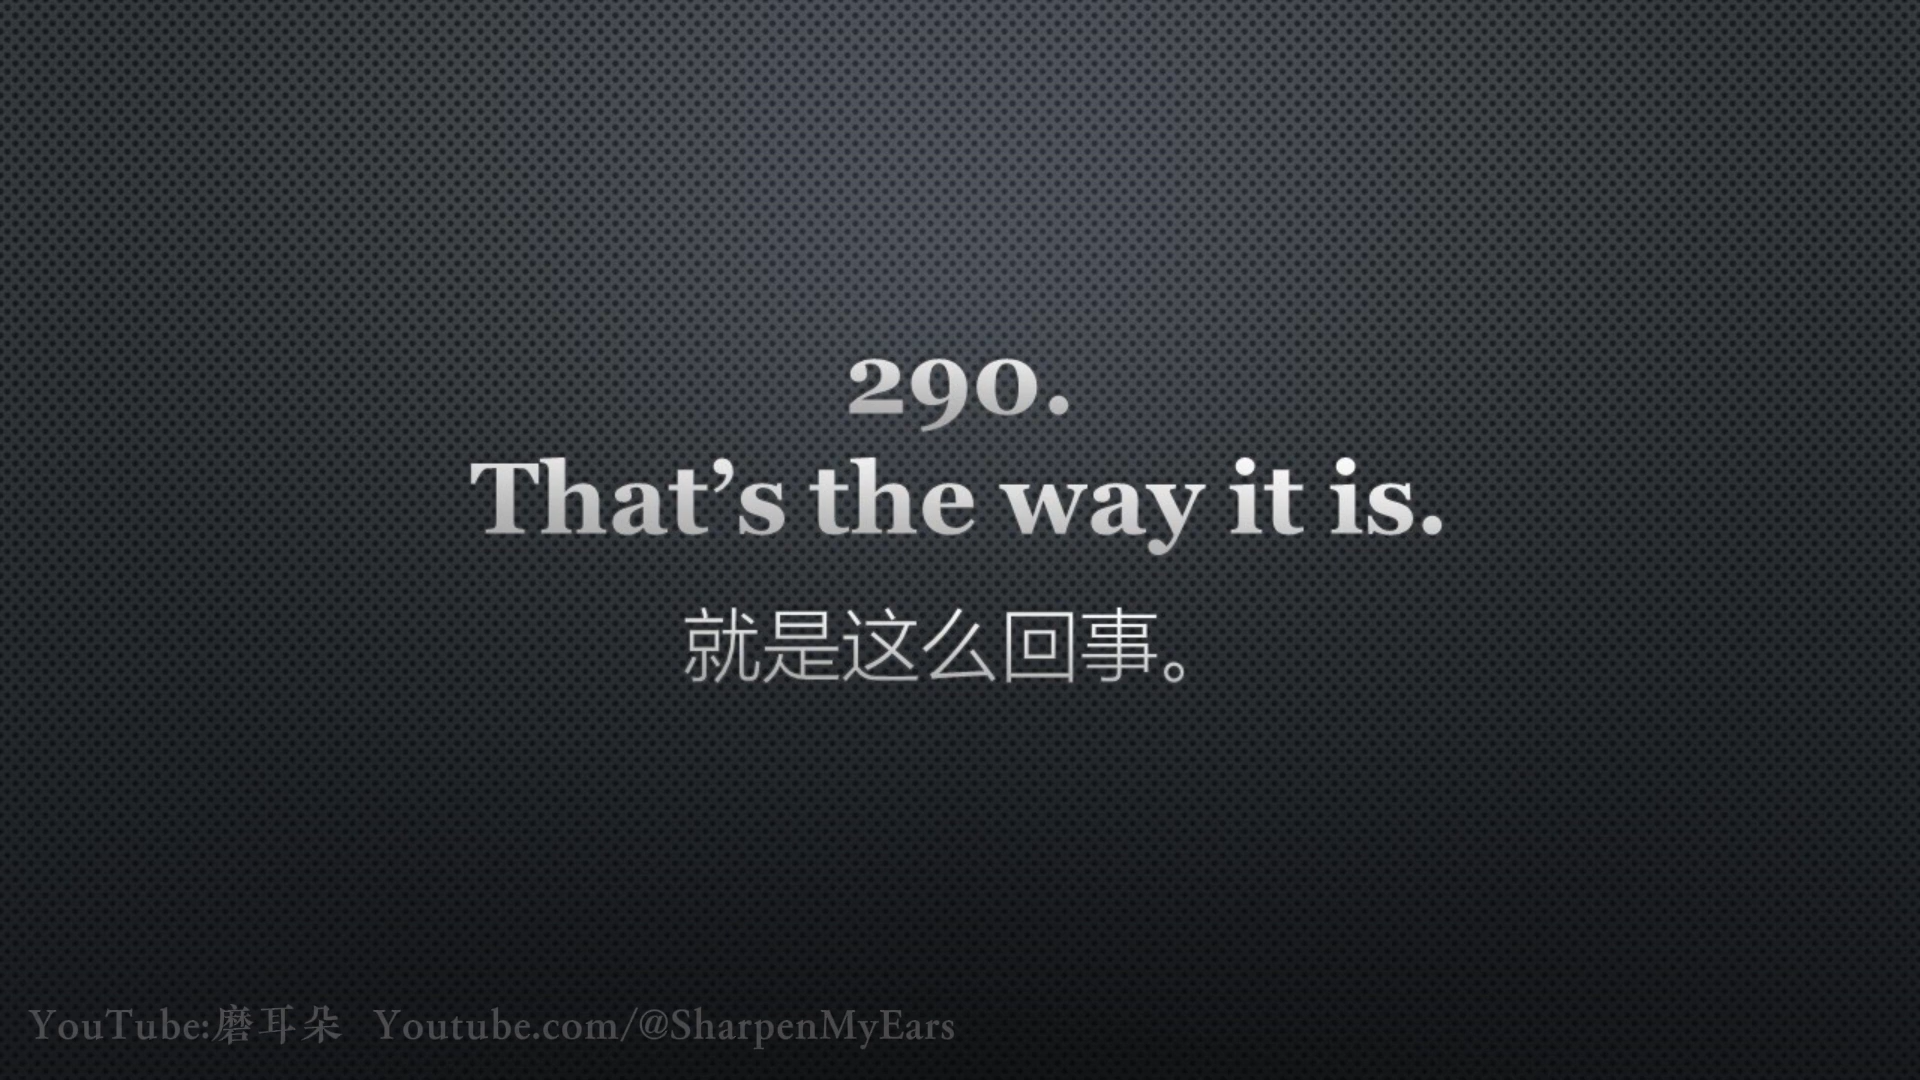 290.
That’s the way it is.
就是这么回事。
YouTube:磨耳朵 Youtube.com/@SharpenMyEars